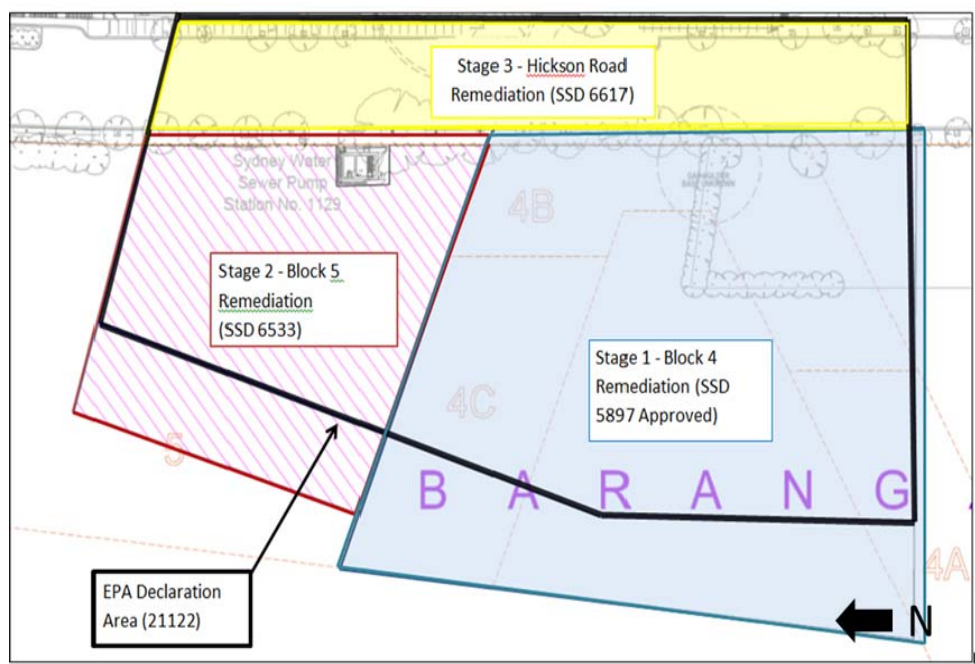 Stage 3 - Hickson Road
Remediation (SSD 6617)
Sydney Water
Sewer Pump
Station No. 1129
4B
Stage 2 - Block 5
Remediation
(SSD 6533)
Stage 1 - Block 4
Remediation (SSD
5897 Approved)
4C
5
B A R A N G A
4A
EPA Declaration
Area (21122)
N